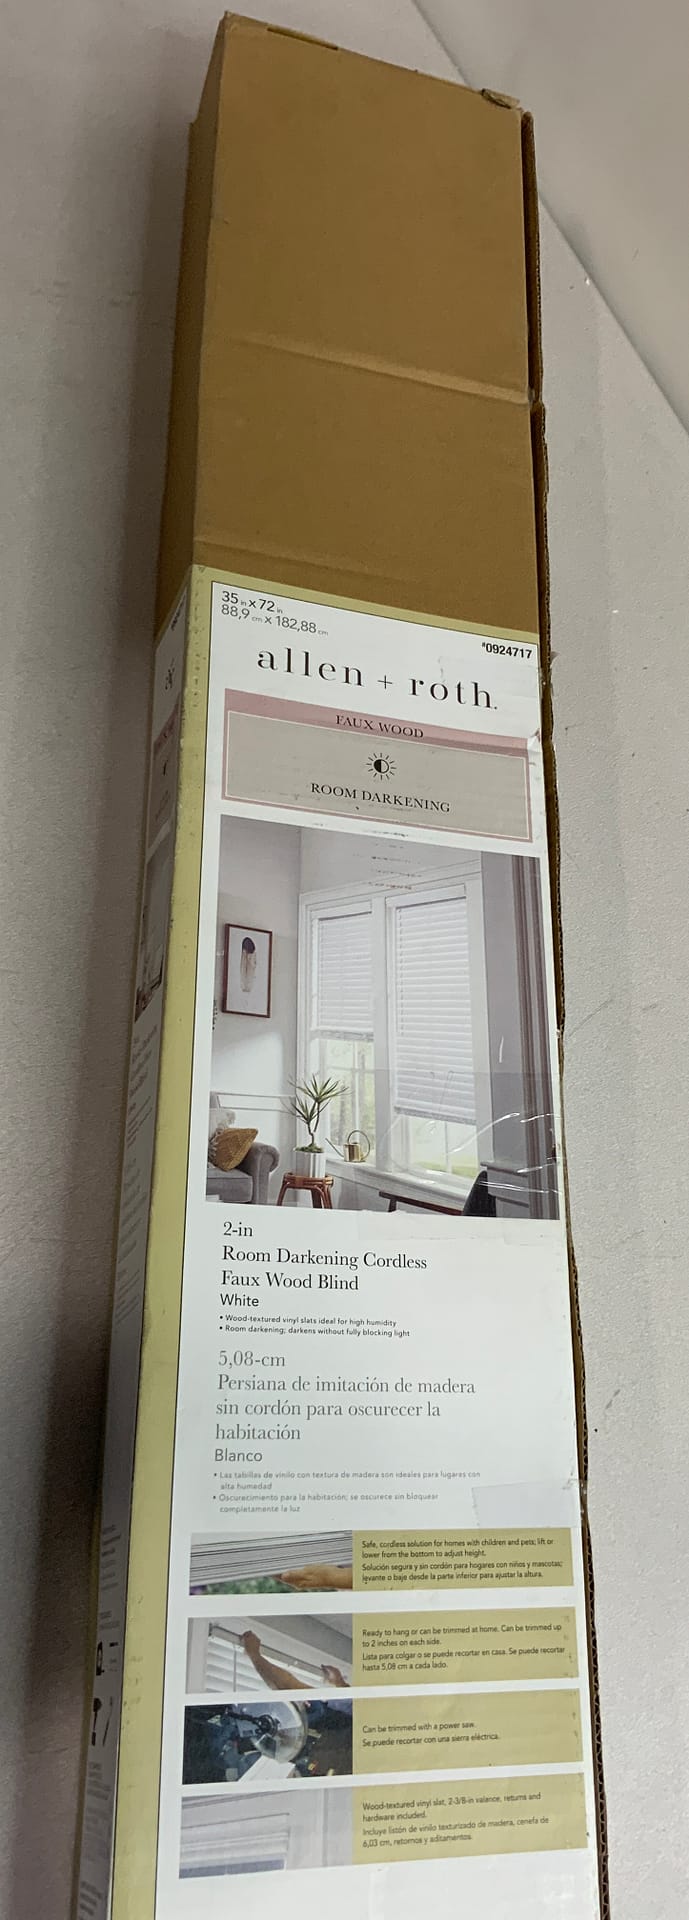 35 in x 72 in
88,9 cm x 182,88 cm
#0924717
allen + roth.
FAUX WOOD
ROOM DARKENING
2-in
Room Darkening Cordless
Faux Wood Blind
White
• Wood-textured vinyl slats ideal for high humidity
• Room darkening; darkens without fully blocking light
5,08-cm
Persiana de imitación de madera
sin cordón para oscurecer la
habitación
Blanco
• Las tablillas de vinilo con textura de madera son ideales para lugares con
alta humedad
• Oscurecimiento para la habitación; se oscurece sin bloquear
completamente la luz
Safe, cordless solution for homes with children and pets; lift or
lower from the bottom to adjust height.
Solución segura y sin cordón para hogares con niños y mascotas;
levante o baje desde la parte inferior para ajustar la altura.
Ready to hang or can be trimmed at home. Can be trimmed up
to 2 inches on each side.
Lista para colgar o se puede recortar en casa. Se puede recortar
hasta 5,08 cm a cada lado.
Can be trimmed with a power saw.
Se puede recortar con una sierra eléctrica.
Wood-textured vinyl slat, 2-3/8-in valance, returns and
hardware included.
Incluye listón de vinilo texturizado de madera, cenefa de
6,03 cm, retornos y aditamentos.